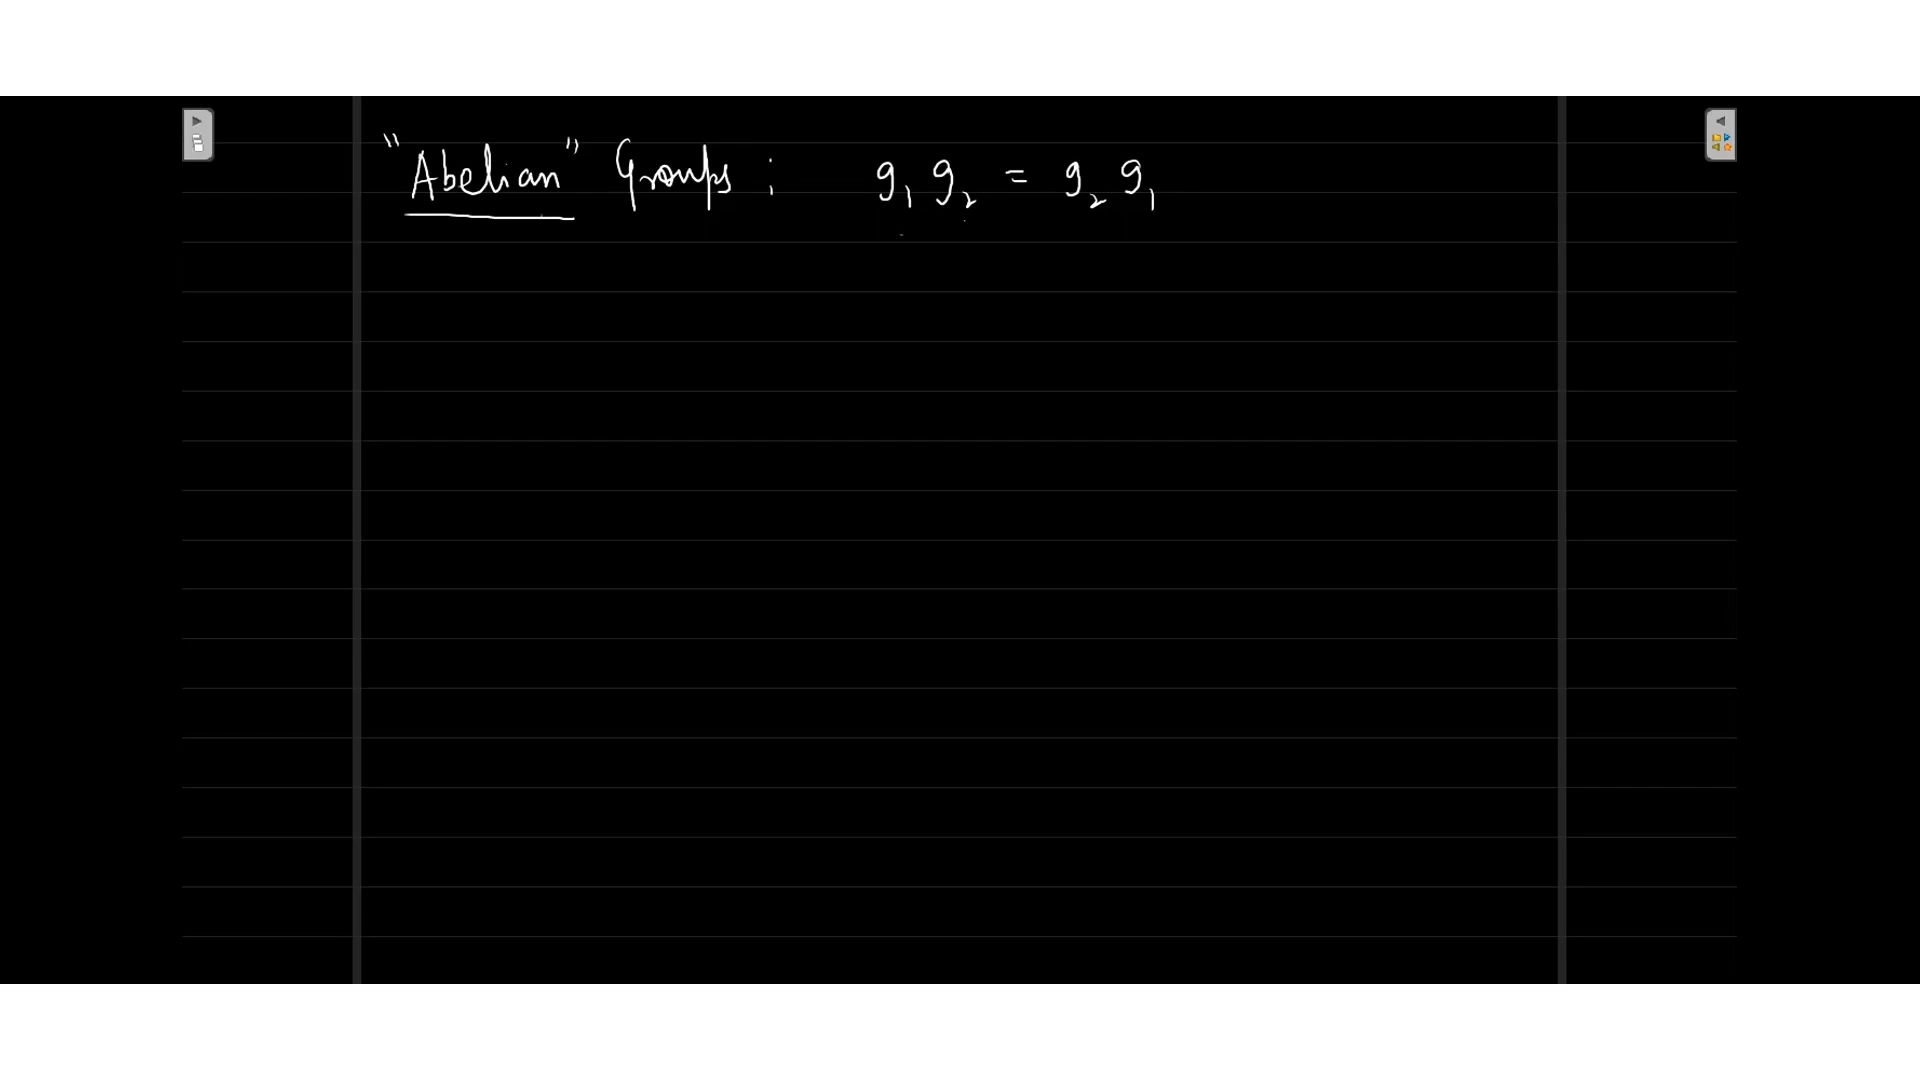 "Abelian" Groups : g₁ g₂ = g₂ g₁